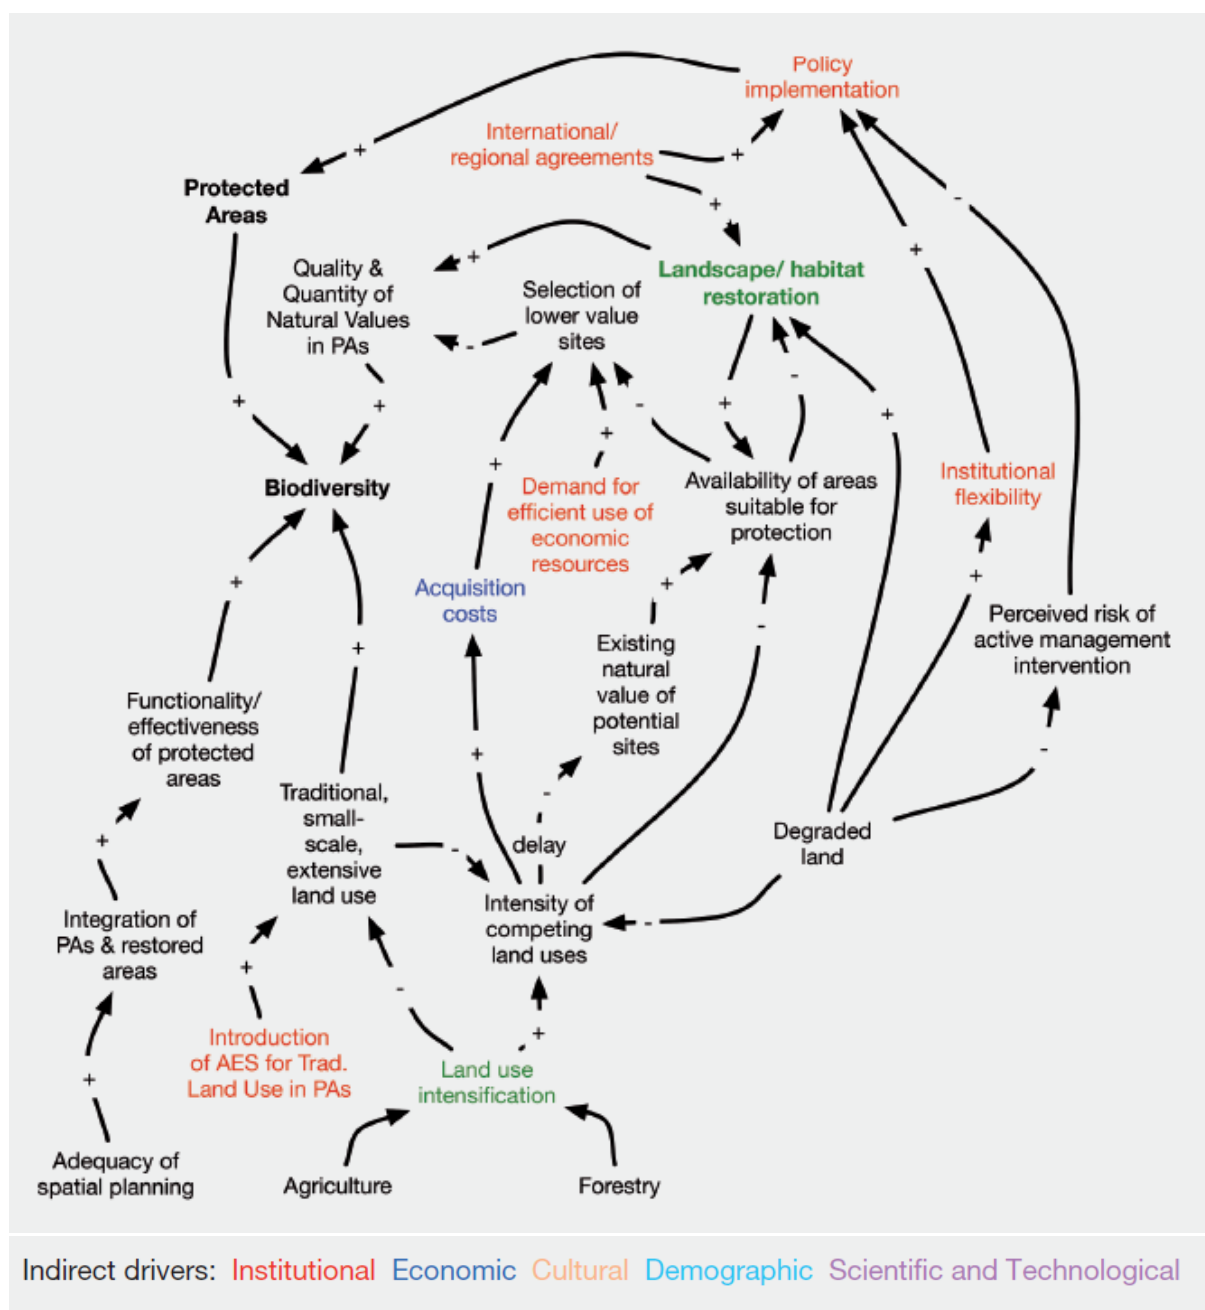 Policy
implementation
International/
regional agreements
+
+
+
Protected
Areas
-
+
Landscape/ habitat
restoration
+
Quality &
Quantity of
Natural Values
in PAs
Selection of
lower value
sites
-
-
+
+
-
+
+
+
+
Biodiversity
Demand for
efficient use of
economic
resources
Availability of areas
suitable for
protection
Institutional
flexibility
Acquisition
costs
+
+
+
Perceived risk of
active management
intervention
-
Existing
natural
value of
potential
sites
+
Functionality/
effectiveness
of protected
areas
+
-
Traditional,
small-
scale,
extensive
land use
-
delay
-
Degraded
land
+
Intensity of
competing
land uses
-
Integration of
PAs & restored
areas
+
-
+
Introduction
of AES for Trad.
Land Use in PAs
Land use
intensification
+
Adequacy of
spatial planning
Agriculture
Forestry
Indirect drivers: Institutional Economic Cultural Demographic Scientific and Technological